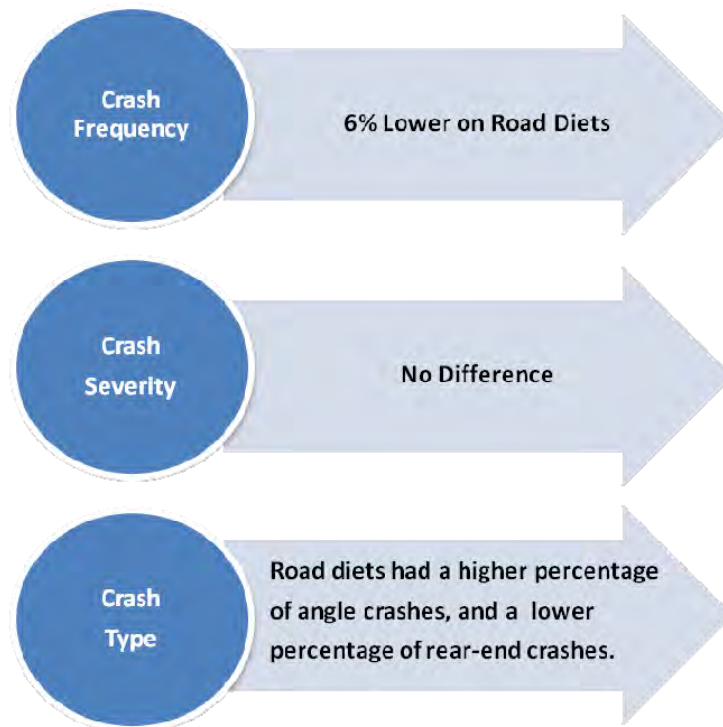 Crash
Frequency
6% Lower on Road Diets
Crash
Severity
No Difference
Crash
Type
Road diets had a higher percentage
of angle crashes, and a lower
percentage of rear-end crashes.